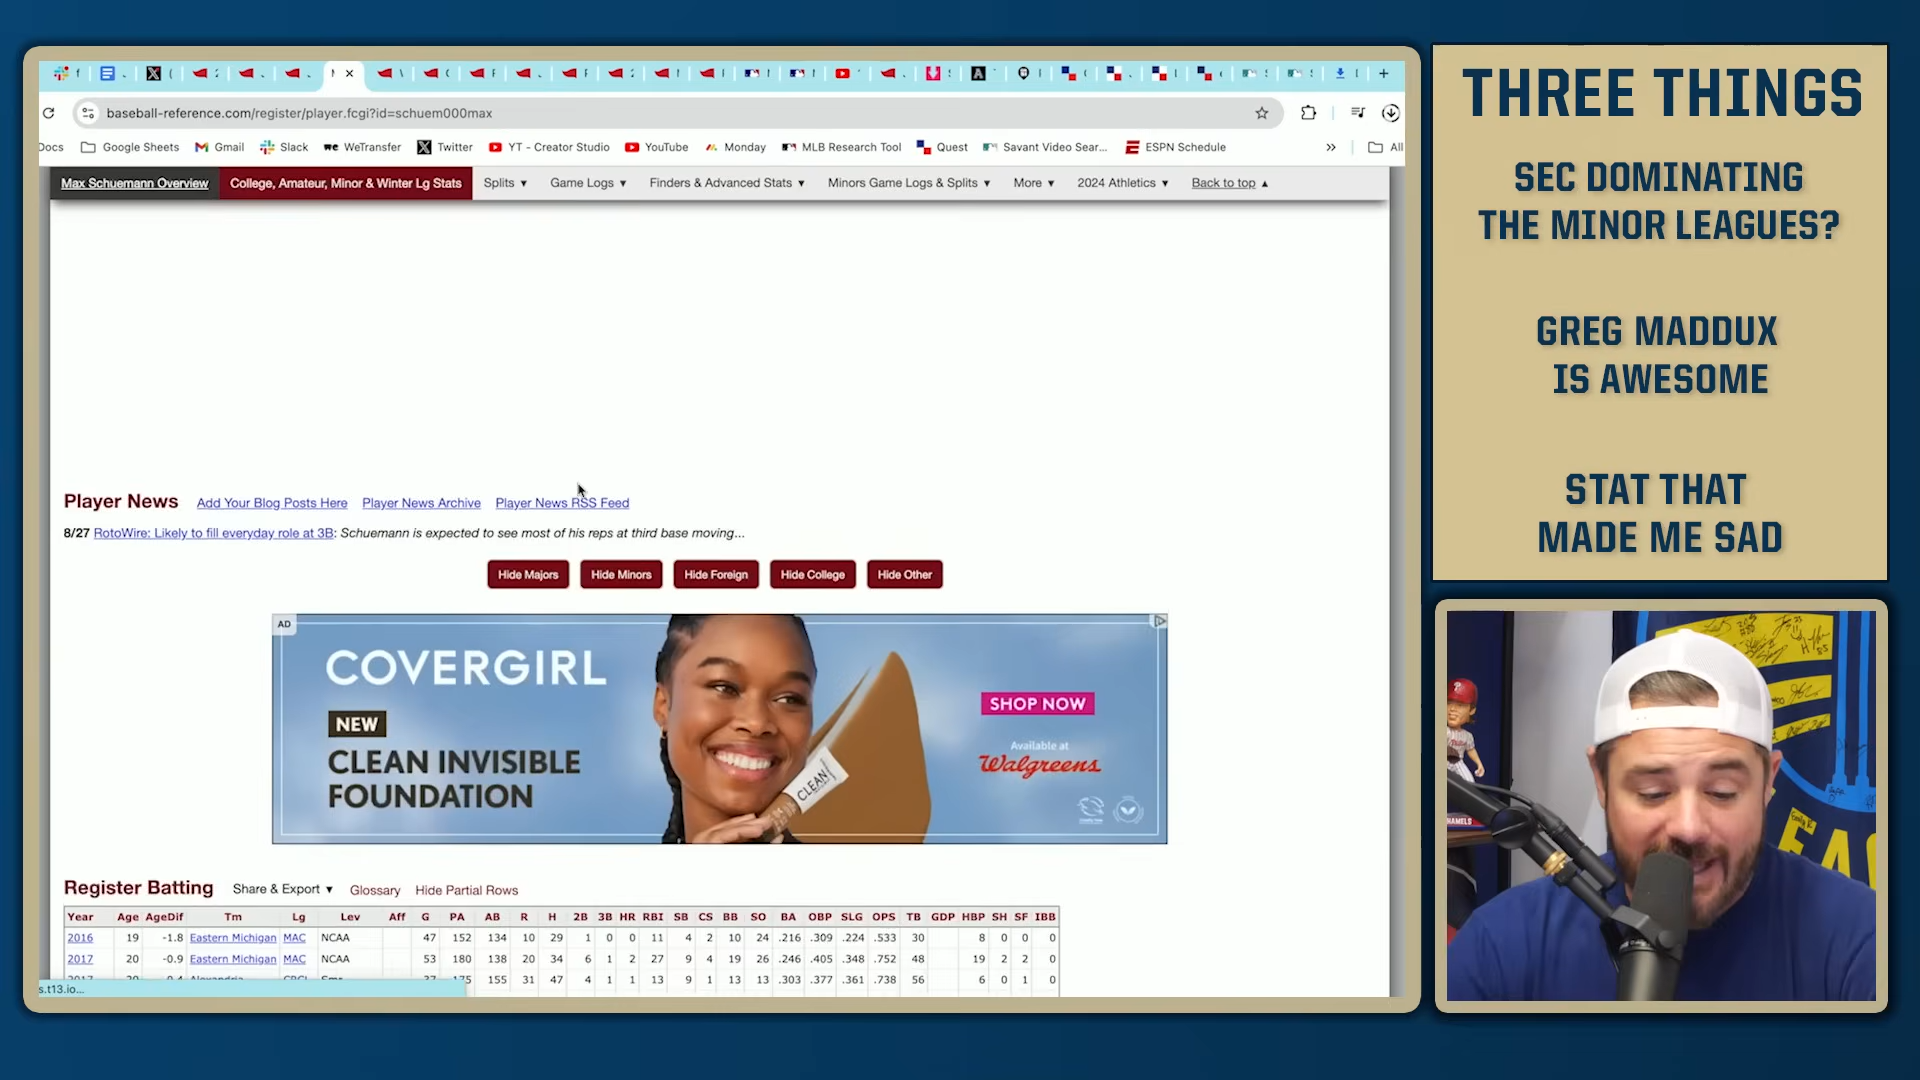 baseball-reference.com/register/player.fcgi?id=schuem000max
Docs Google Sheets Gmail Slack WeTransfer Twitter YT - Creator Studio YouTube Monday MLB Research Tool Quest Savant Video Sear... ESPN Schedule » All
Max Schuemann Overview College, Amateur, Minor & Winter Lg Stats Splits ▼ Game Logs ▼ Finders & Advanced Stats ▼ Minors Game Logs & Splits ▼ More ▼ 2024 Athletics ▼ Back to top ▲
Player News Add Your Blog Posts Here Player News Archive Player News RSS Feed
8/27 RotoWire: Likely to fill everyday role at 3B: Schuemann is expected to see most of his reps at third base moving...
Hide Majors Hide Minors Hide Foreign Hide College Hide Other
AD
COVERGIRL
NEW
CLEAN INVISIBLE
FOUNDATION
CLEAN
SHOP NOW
Available at
Walgreens
Register Batting Share & Export ▼ Glossary Hide Partial Rows
Year Age AgeDif Tm Lg Lev Aff G PA AB R H 2B 3B HR RBI SB CS BB SO BA OBP SLG OPS TB GDP HBP SH SF IBB
2016 19 -1.8 Eastern Michigan MAC NCAA 47 152 134 10 29 1 0 0 11 4 2 10 24 .216 .309 .224 .533 30 8 0 0 0
2017 20 -0.9 Eastern Michigan MAC NCAA 53 180 138 20 34 6 1 2 27 9 4 19 26 .246 .405 .348 .752 48 19 2 2 0
155 31 47 4 1 1 13 9 1 13 13 .303 .377 .361 .738 56 6 0 1 0
s.t13.io...
THREE THINGS
SEC DOMINATING
THE MINOR LEAGUES?
GREG MADDUX
IS AWESOME
STAT THAT
MADE ME SAD
HAMELS